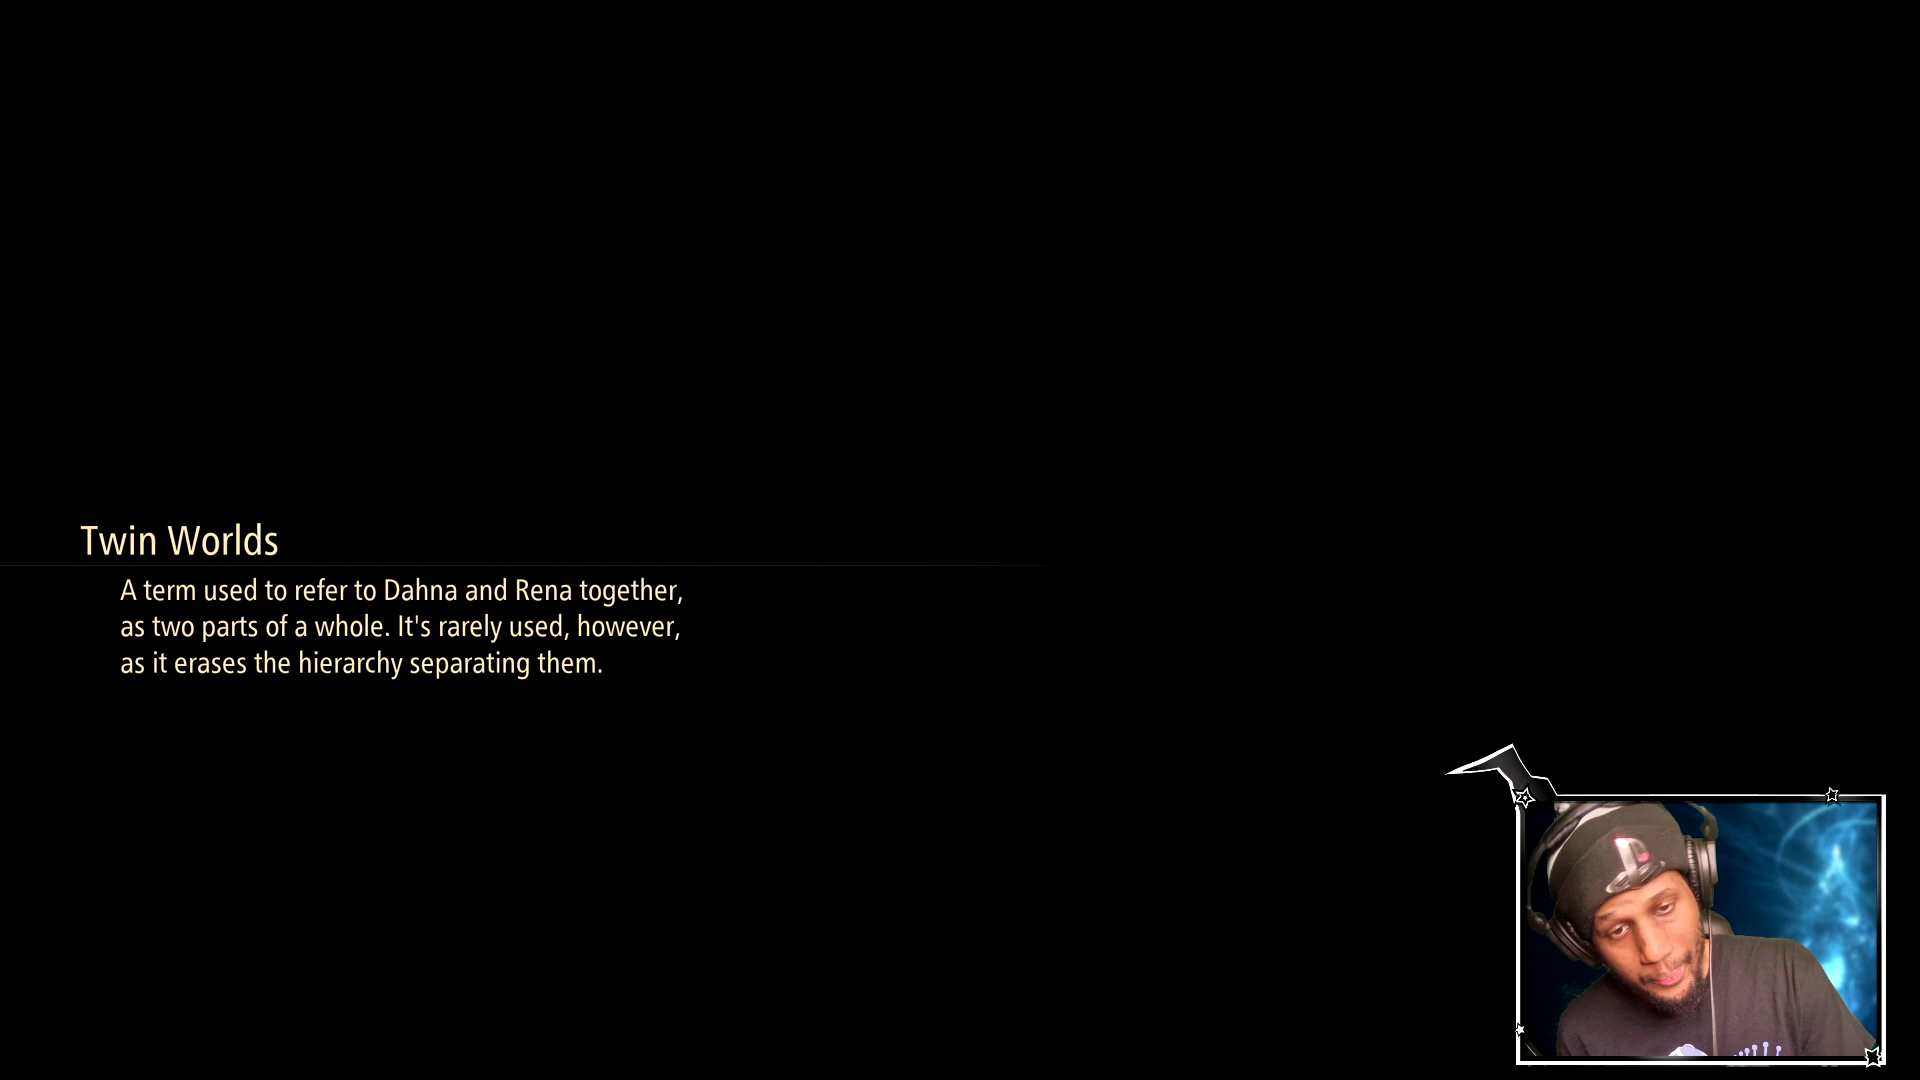 Twin Worlds
A term used to refer to Dahna and Rena together,
as two parts of a whole. It's rarely used, however,
as it erases the hierarchy separating them.